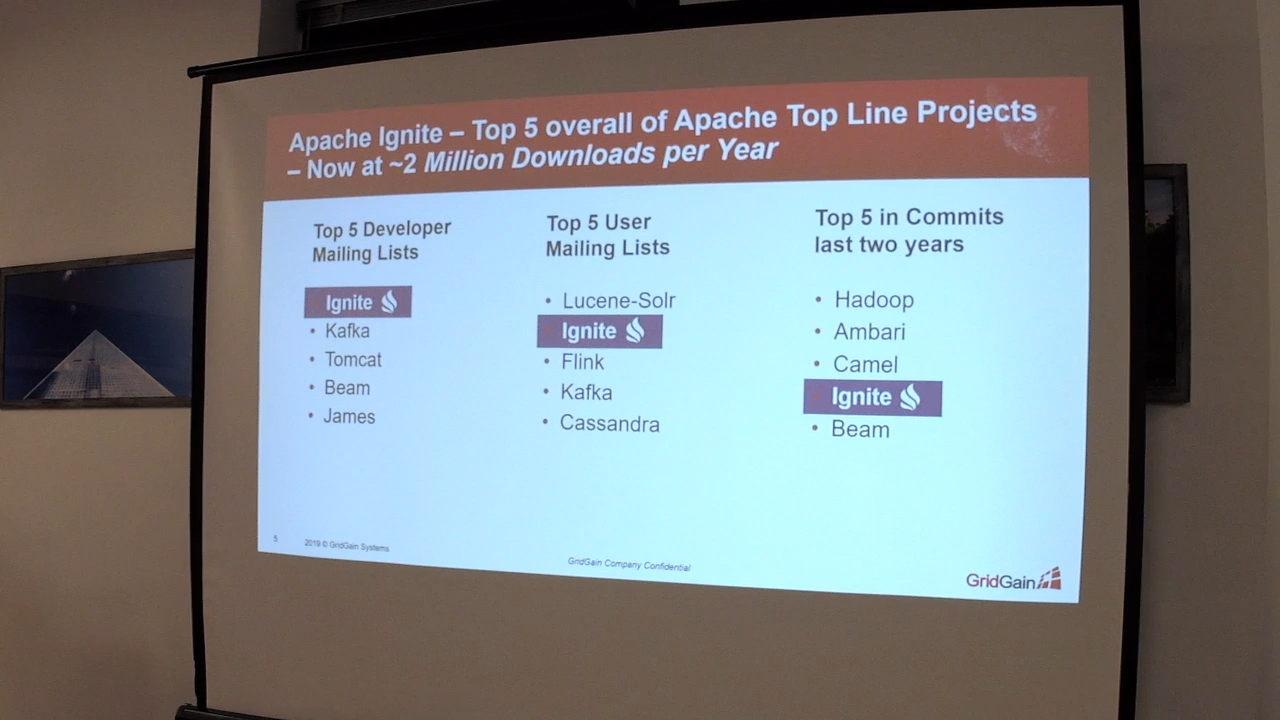 Apache Ignite – Top 5 overall of Apache Top Line Projects
– Now at ~2 Million Downloads per Year
Top 5 Developer
Mailing Lists
Ignite
• Kafka
• Tomcat
• Beam
• James
Top 5 User
Mailing Lists
• Lucene-Solr
Ignite
• Flink
• Kafka
• Cassandra
Top 5 in Commits
last two years
• Hadoop
• Ambari
• Camel
• Ignite
• Beam
5
2019 © GridGain Systems
GridGain Company Confidential
GridGain